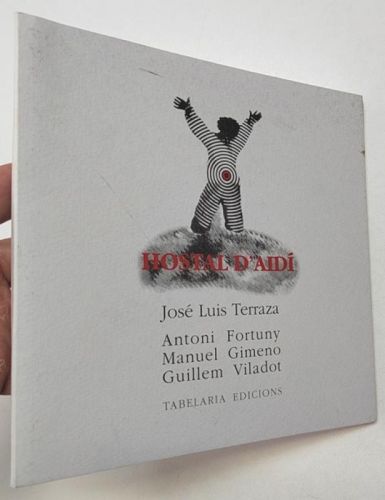 HOSTAL D'AIDÍ
José Luis Terraza
Antoni Fortuny
Manuel Gimeno
Guillem Viladot
TABELARIA EDICIONS